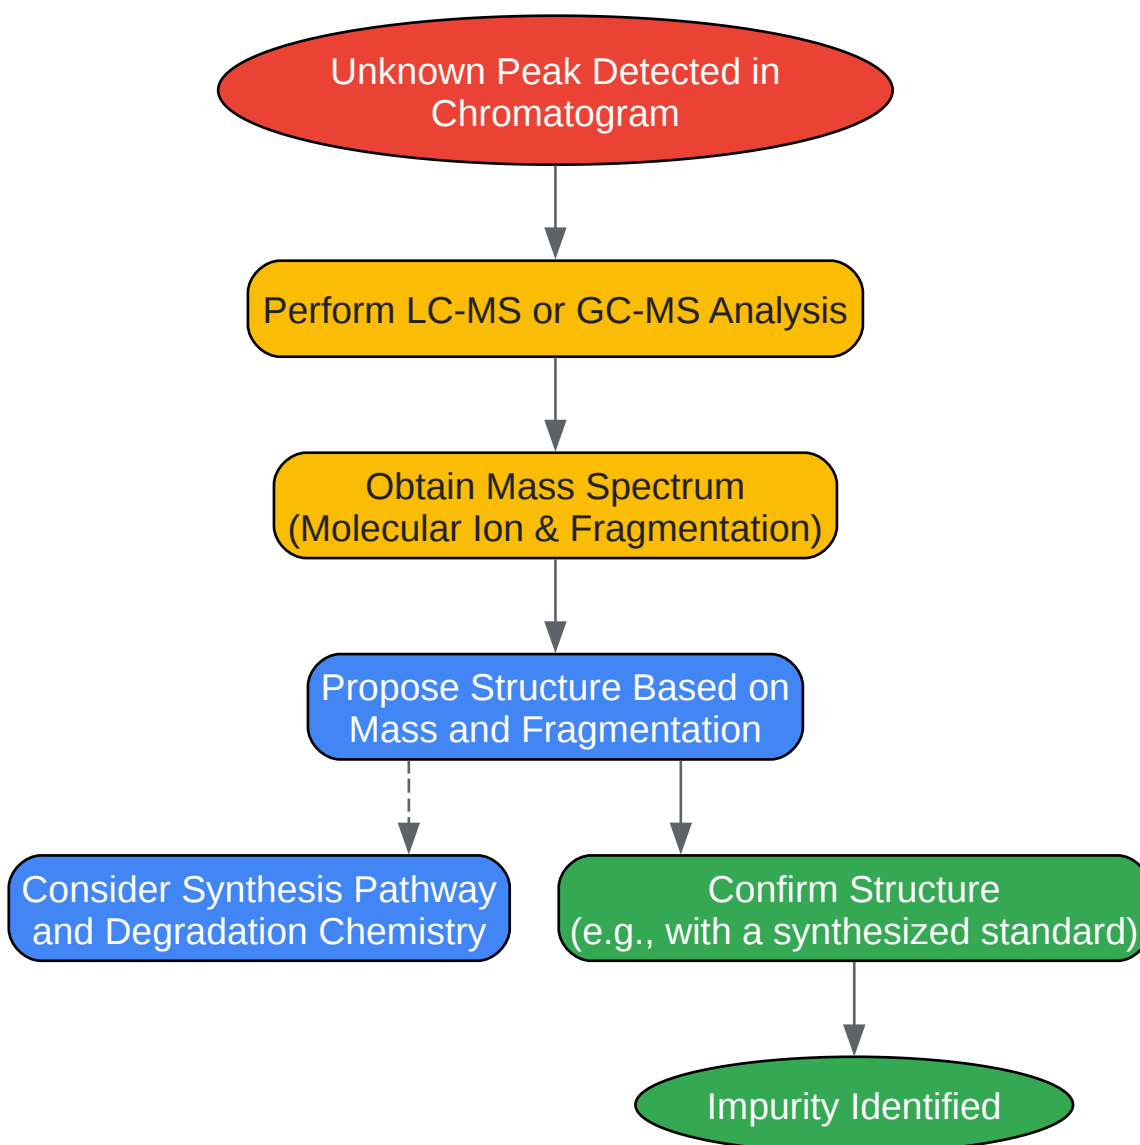 Unknown Peak Detected in
Chromatogram
Perform LC-MS or GC-MS Analysis
Obtain Mass Spectrum
(Molecular Ion & Fragmentation)
Propose Structure Based on
Mass and Fragmentation
Consider Synthesis Pathway
and Degradation Chemistry
Confirm Structure
(e.g., with a synthesized standard)
Impurity Identified